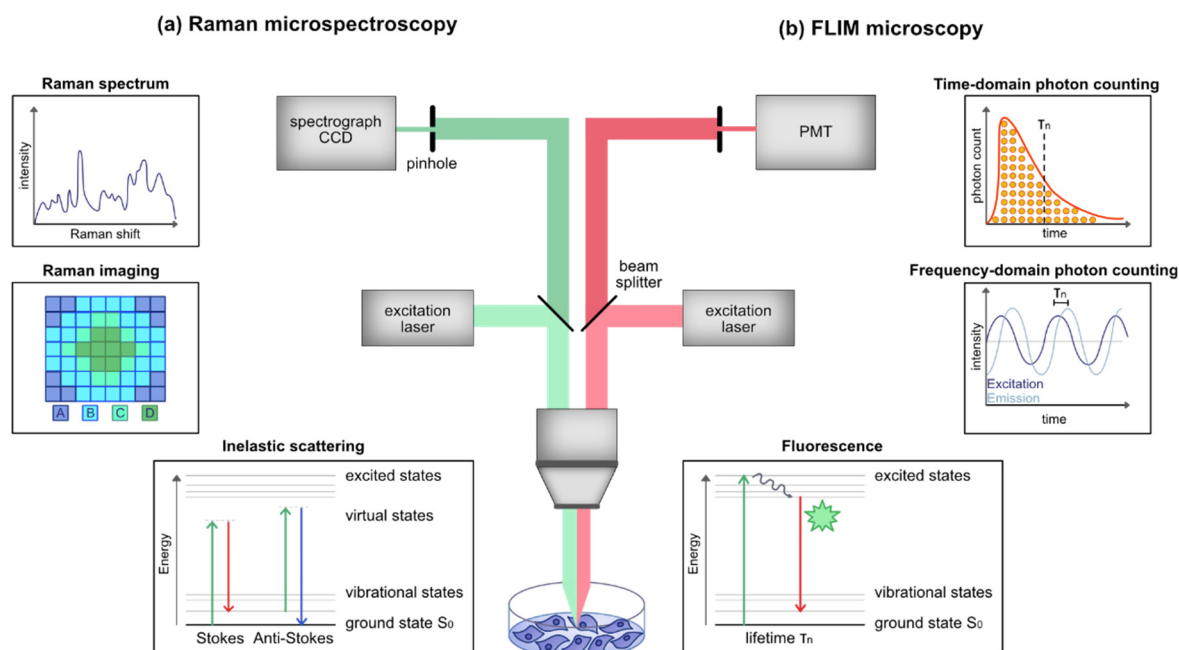 (a) Raman microspectroscopy
(b) FLIM microscopy
Raman spectrum
intensity
Raman shift
Raman imaging
A B C D
spectrograph
CCD
pinhole
PMT
beam
splitter
excitation
laser
excitation
laser
Time-domain photon counting
photon count
τn
time
Frequency-domain photon counting
τn
intensity
Excitation
Emission
time
Inelastic scattering
Energy
excited states
virtual states
vibrational states
ground state S₀
Stokes Anti-Stokes
Fluorescence
Energy
excited states
vibrational states
ground state S₀
lifetime τn